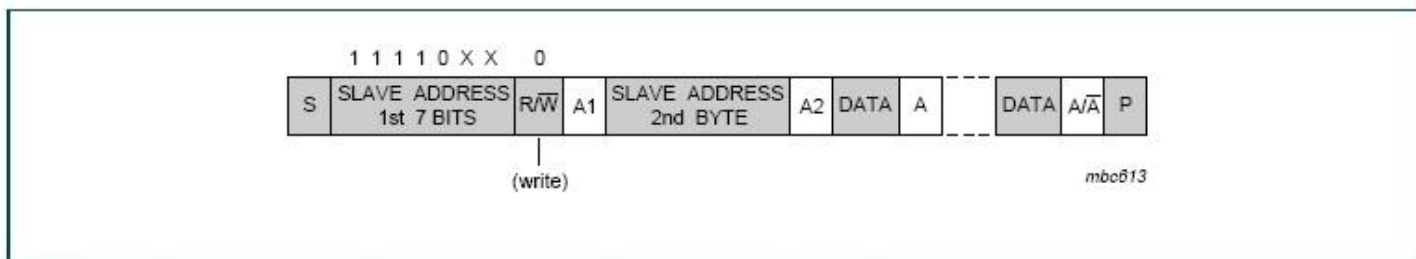 1 1 1 1 0 X X 0
S SLAVE ADDRESS 1st 7 BITS R/W̅ A1 SLAVE ADDRESS 2nd BYTE A2 DATA A DATA A/A̅ P
(write)
mbc613